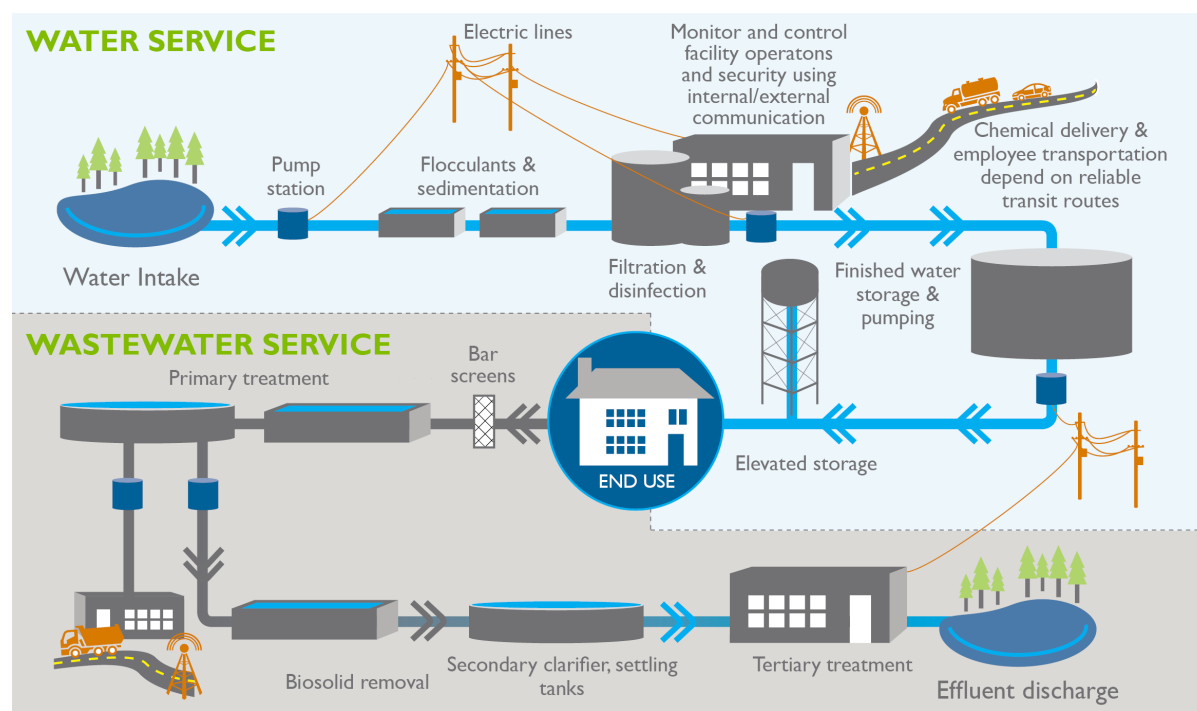 WATER SERVICE
Electric lines
Monitor and control
facility operatons
and security using
internal/external
communication
Chemical delivery &
employee transportation
depend on reliable
transit routes
Pump
station
Flocculants &
sedimentation
Water Intake
Filtration &
disinfection
Finished water
storage &
pumping
WASTEWATER SERVICE
Primary treatment
Bar
screens
END USE
Elevated storage
Biosolid removal
Secondary clarifier, settling
tanks
Tertiary treatment
Effluent discharge